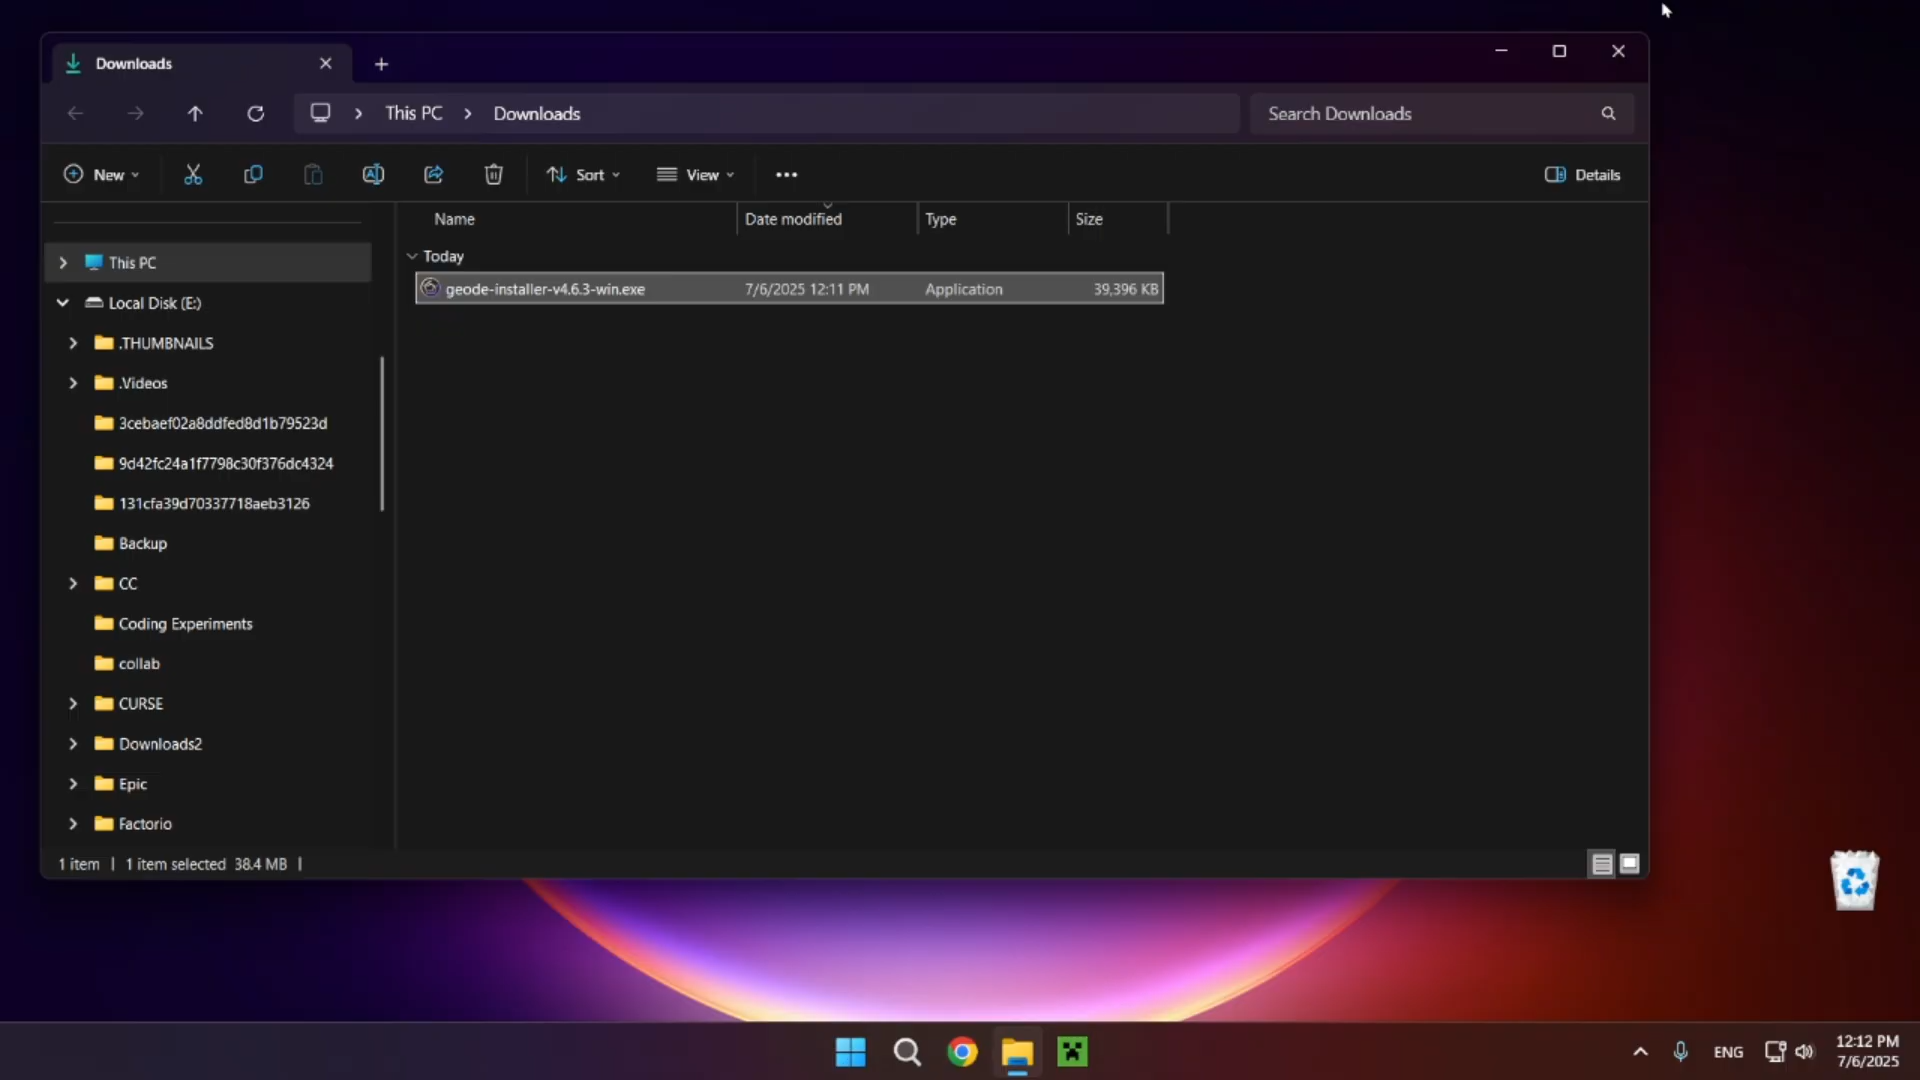 Downloads
This PC
Downloads
Search Downloads
New
Sort
View
Details
Name
Date modified
Type
Size
Today
geode-installer-v4.6.3-win.exe
7/6/2025 12:11 PM
Application
39,396 KB
This PC
Local Disk (E:)
.THUMBNAILS
.Videos
3cebaef02a8ddfed8d1b79523d
9d42fc24a1f7798c30f376dc4324
131cfa39d70337718aeb3126
Backup
CC
Coding Experiments
collab
CURSE
Downloads2
Epic
Factorio
1 item | 1 item selected 38.4 MB |
ENG
12:12 PM
7/6/2025